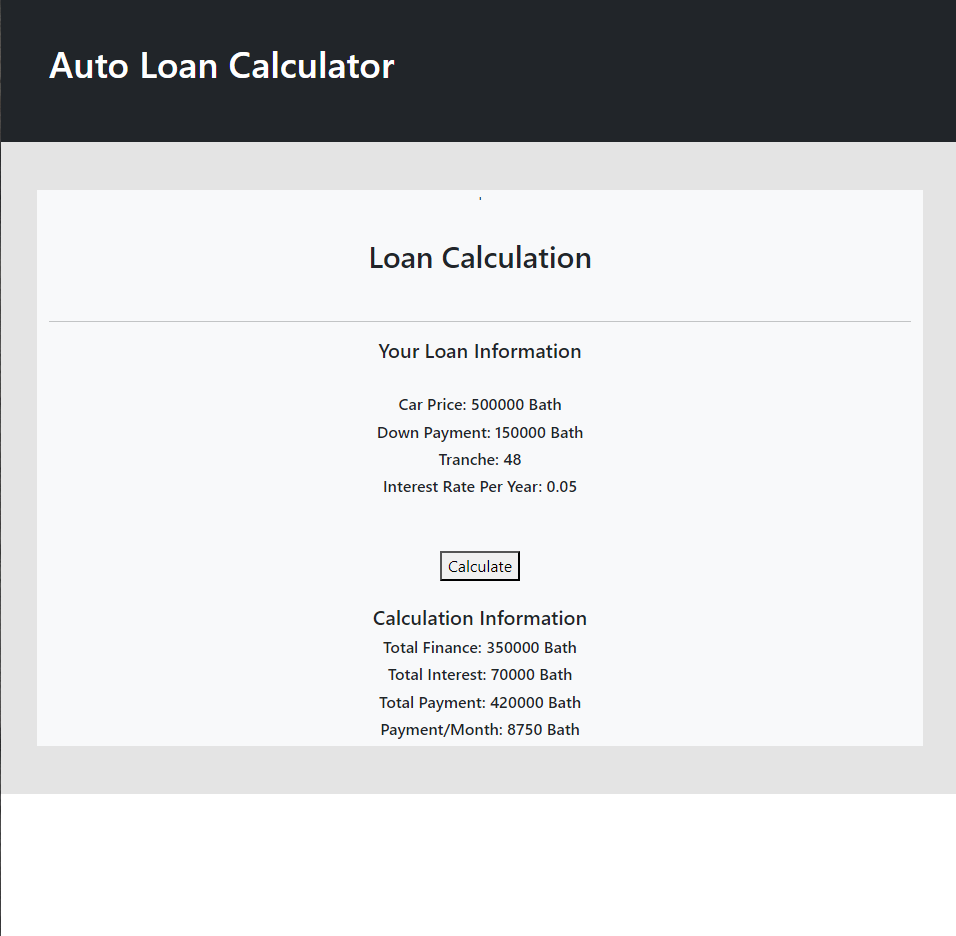 Auto Loan Calculator
'
Loan Calculation
Your Loan Information
Car Price: 500000 Bath
Down Payment: 150000 Bath
Tranche: 48
Interest Rate Per Year: 0.05
Calculate
Calculation Information
Total Finance: 350000 Bath
Total Interest: 70000 Bath
Total Payment: 420000 Bath
Payment/Month: 8750 Bath